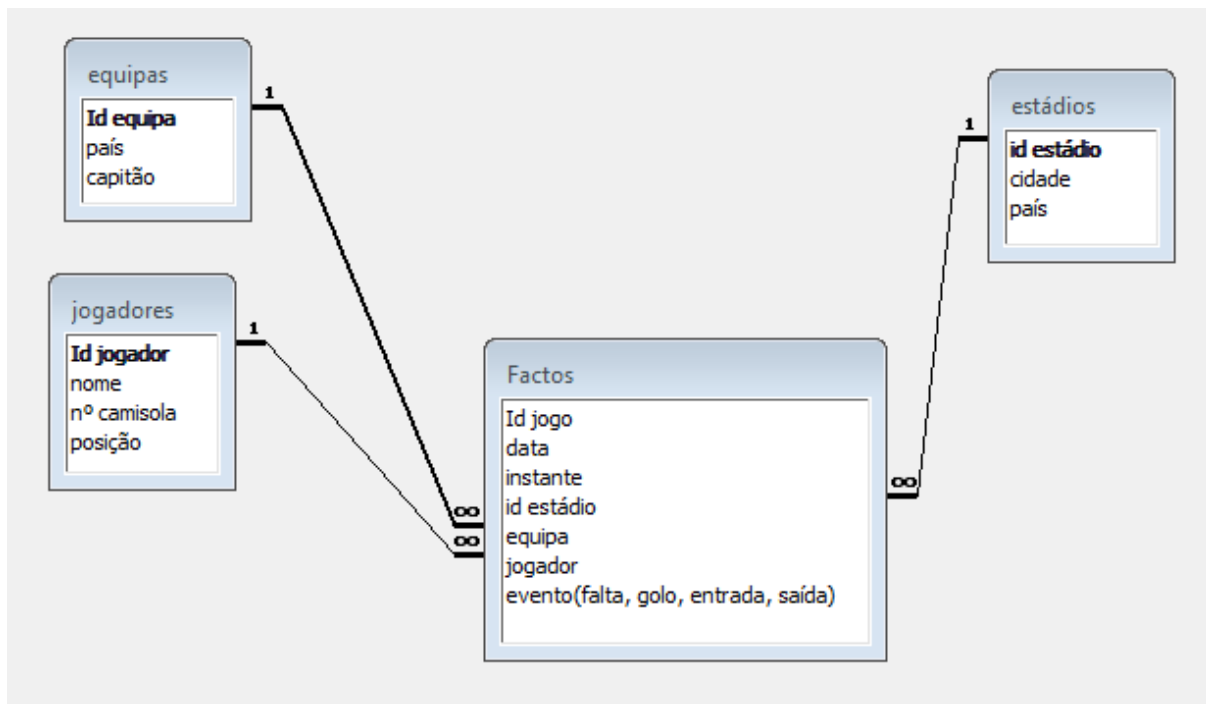 equipas
Id equipa
país
capitão
1
estádios
id estádio
cidade
país
1
jogadores
Id jogador
nome
nº camisola
posição
1
Factos
Id jogo
data
instante
id estádio
equipa
jogador
evento(falta, golo, entrada, saída)
∞
∞
∞